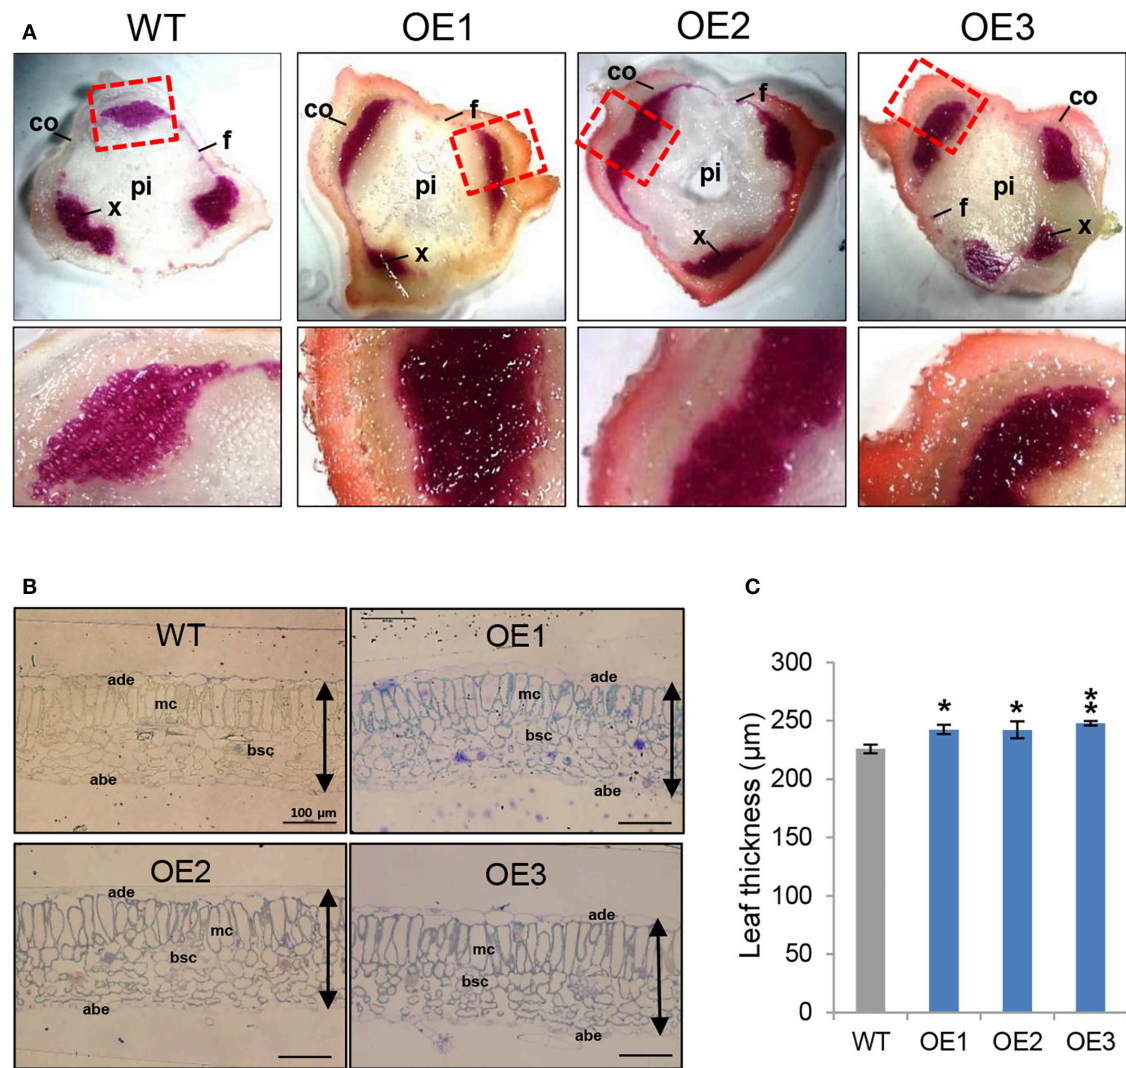 A
WT
OE1
OE2
OE3
co
f
pi
x
co
f
pi
x
co
f
pi
x
co
f
pi
x
B
WT
ade
mc
bsc
abe
100 µm
OE1
ade
mc
bsc
abe
OE2
ade
mc
bsc
abe
OE3
ade
mc
bsc
abe
C
Leaf thickness (µm)
300
250
200
150
100
50
0
*
*
**
WT
OE1
OE2
OE3